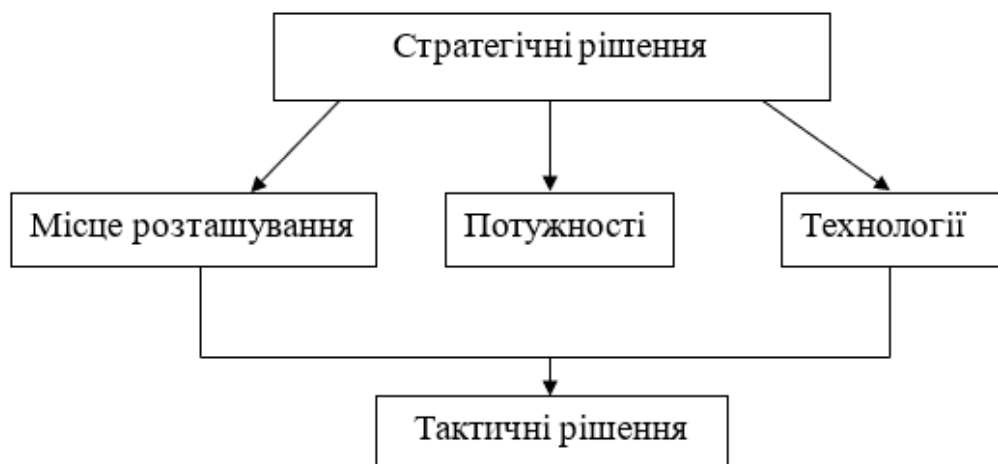 Стратегічні рішення
Місце розташування
Потужності
Технології
Тактичні рішення